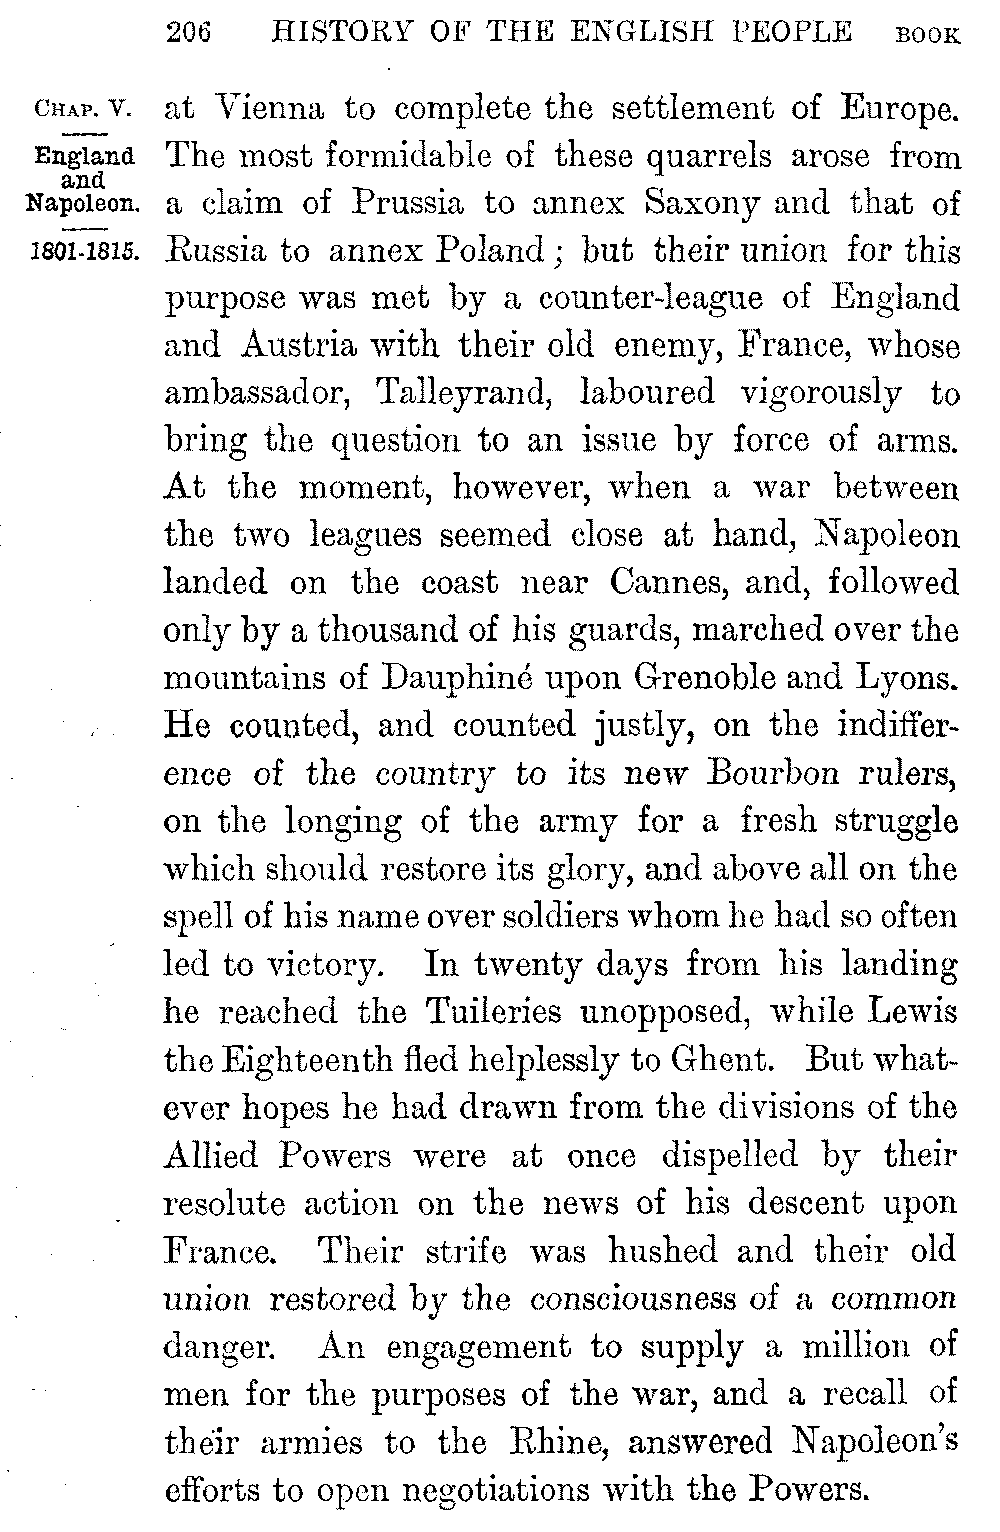 206 HISTORY OF THE ENGLISH PEOPLE BOOK
CHAP. V.
England
and
Napoleon.
1801-1815.
at Vienna to complete the settlement of Europe.
The most formidable of these quarrels arose from
a claim of Prussia to annex Saxony and that of
Russia to annex Poland; but their union for this
purpose was met by a counter-league of England
and Austria with their old enemy, France, whose
ambassador, Talleyrand, laboured vigorously to
bring the question to an issue by force of arms.
At the moment, however, when a war between
the two leagues seemed close at hand, Napoleon
landed on the coast near Cannes, and, followed
only by a thousand of his guards, marched over the
mountains of Dauphiné upon Grenoble and Lyons.
He counted, and counted justly, on the indiffer-
ence of the country to its new Bourbon rulers,
on the longing of the army for a fresh struggle
which should restore its glory, and above all on the
spell of his name over soldiers whom he had so often
led to victory. In twenty days from his landing
he reached the Tuileries unopposed, while Lewis
the Eighteenth fled helplessly to Ghent. But what-
ever hopes he had drawn from the divisions of the
Allied Powers were at once dispelled by their
resolute action on the news of his descent upon
France. Their strife was hushed and their old
union restored by the consciousness of a common
danger. An engagement to supply a million of
men for the purposes of the war, and a recall of
their armies to the Rhine, answered Napoleon's
efforts to open negotiations with the Powers.